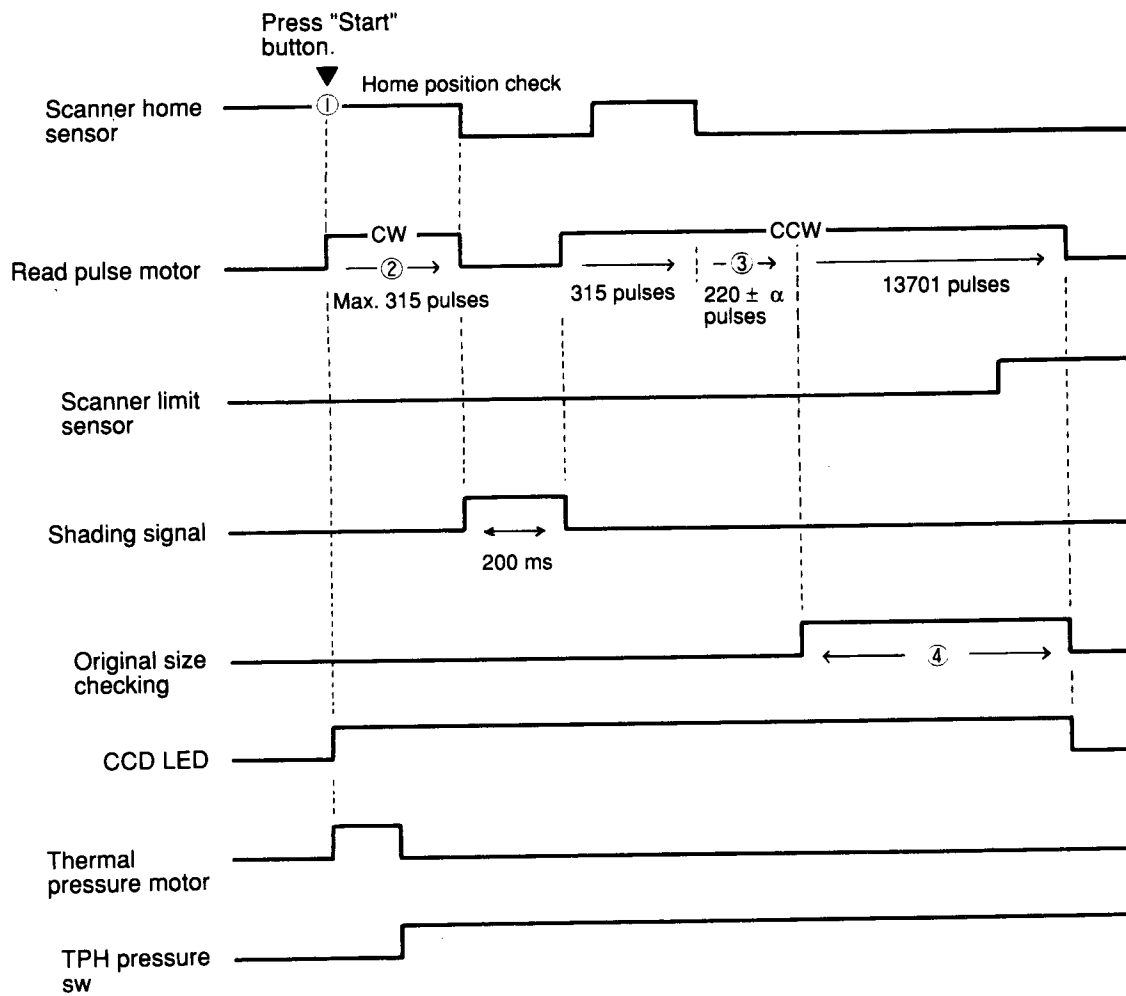 Press "Start"
button.
Home position check
Scanner home
sensor
①
CW
CCW
Read pulse motor
②
③
Max. 315 pulses
315 pulses
220 ± α
pulses
13701 pulses
Scanner limit
sensor
Shading signal
200 ms
Original size
checking
④
CCD LED
Thermal
pressure motor
TPH pressure
sw